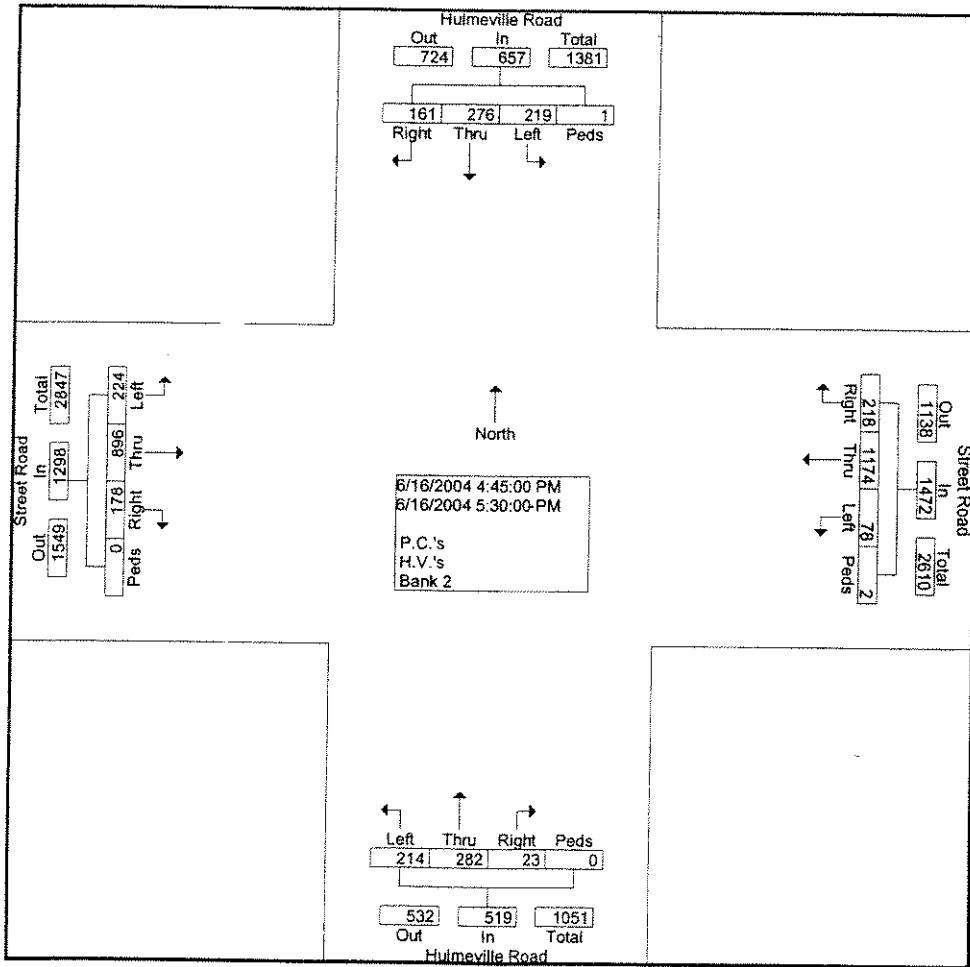 Hulmeville Road
Out In Total
724 657 1381
161 276 219 1
Right Thru Left Peds
Street Road
Total In Out
2847 1298 1549
224 896 178 0
Left Thru Right Peds
North
6/16/2004 4:45:00 PM
6/16/2004 5:30:00 PM
P.C.'s
H.V.'s
Bank 2
Right Thru Left Peds
218 1174 78 2
Out In Total
1138 1472 2610
Street Road
Left Thru Right Peds
214 282 23 0
532 519 1051
Out In Total
Hulmeville Road